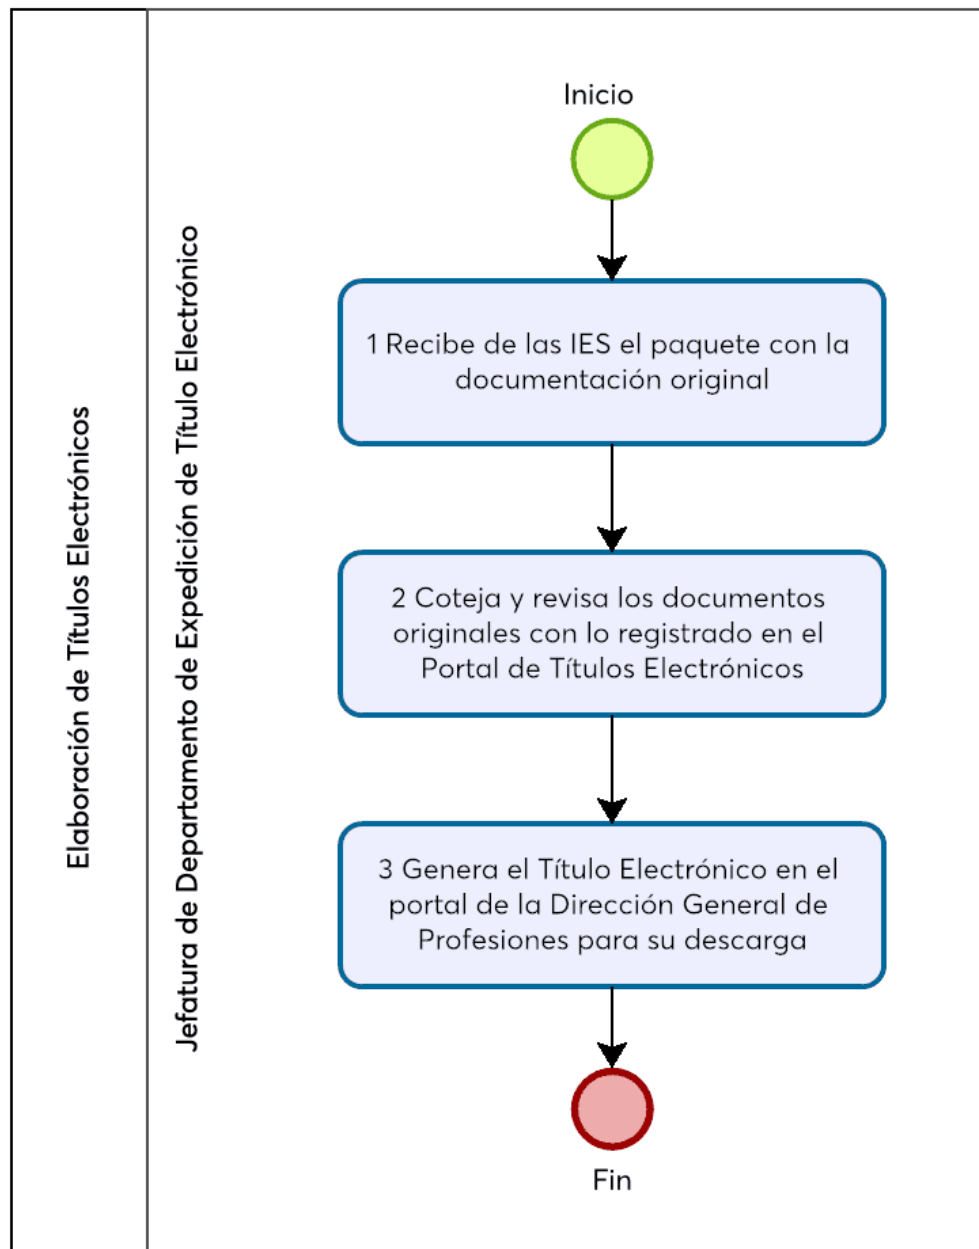 Elaboración de Títulos Electrónicos
Jefatura de Departamento de Expedición de Título Electrónico
Inicio
1 Recibe de las IES el paquete con la
documentación original
2 Coteja y revisa los documentos
originales con lo registrado en el
Portal de Títulos Electrónicos
3 Genera el Título Electrónico en el
portal de la Dirección General de
Profesiones para su descarga
Fin